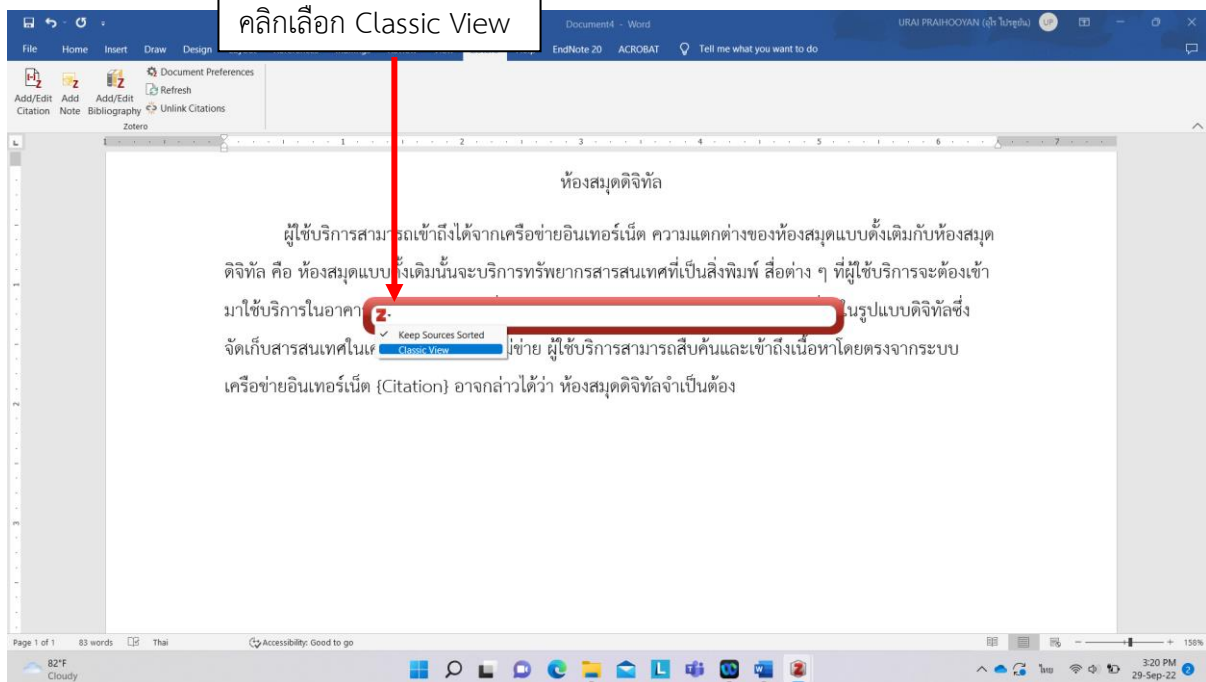 คลิกเลือก Classic View
Document4 - Word
URAI PRAIHOOYAN (อุไร ไปรฮูยัน) UP
File Home Insert Draw Design EndNote 20 ACROBAT Tell me what you want to do
Add/Edit Citation
Add Note
Add/Edit Bibliography
Document Preferences
Refresh
Unlink Citations
Zotero
1 1 2 3 4 5 6 7
ห้องสมุดดิจิทัล
ผู้ใช้บริการสามารถเข้าถึงได้จากเครือข่ายอินเทอร์เน็ต ความแตกต่างของห้องสมุดแบบดั้งเดิมกับห้องสมุด
ดิจิทัล คือ ห้องสมุดแบบดั้งเดิมนั้นจะบริการทรัพยากรสารสนเทศที่เป็นสิ่งพิมพ์ สื่อต่าง ๆ ที่ผู้ใช้บริการจะต้องเข้า
มาใช้บริการในอาคา ในรูปแบบดิจิทัลซึ่ง
Z
Keep Sources Sorted
Classic View
จัดเก็บสารสนเทศในเค ม่ข่าย ผู้ใช้บริการสามารถสืบค้นและเข้าถึงเนื้อหาโดยตรงจากระบบ
เครือข่ายอินเทอร์เน็ต {Citation} อาจกล่าวได้ว่า ห้องสมุดดิจิทัลจำเป็นต้อง
Page 1 of 1 83 words Thai Accessibility: Good to go 158%
82°F
Cloudy
ไทย
3:20 PM
29-Sep-22
2